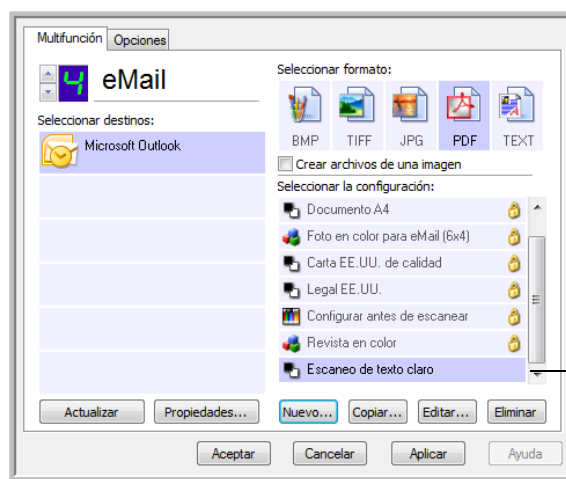 Multifunción Opciones
4 eMail
Seleccionar destinos:
Microsoft Outlook
Actualizar Propiedades...
Seleccionar formato:
BMP TIFF JPG PDF TEXT
Crear archivos de una imagen
Seleccionar la configuración:
Documento A4
Foto en color para eMail (6x4)
Carta EE.UU. de calidad
Legal EE.UU.
Configurar antes de escanear
Revista en color
Escaneo de texto claro
Nuevo... Copiar... Editar... Eliminar
Aceptar Cancelar Aplicar Ayuda